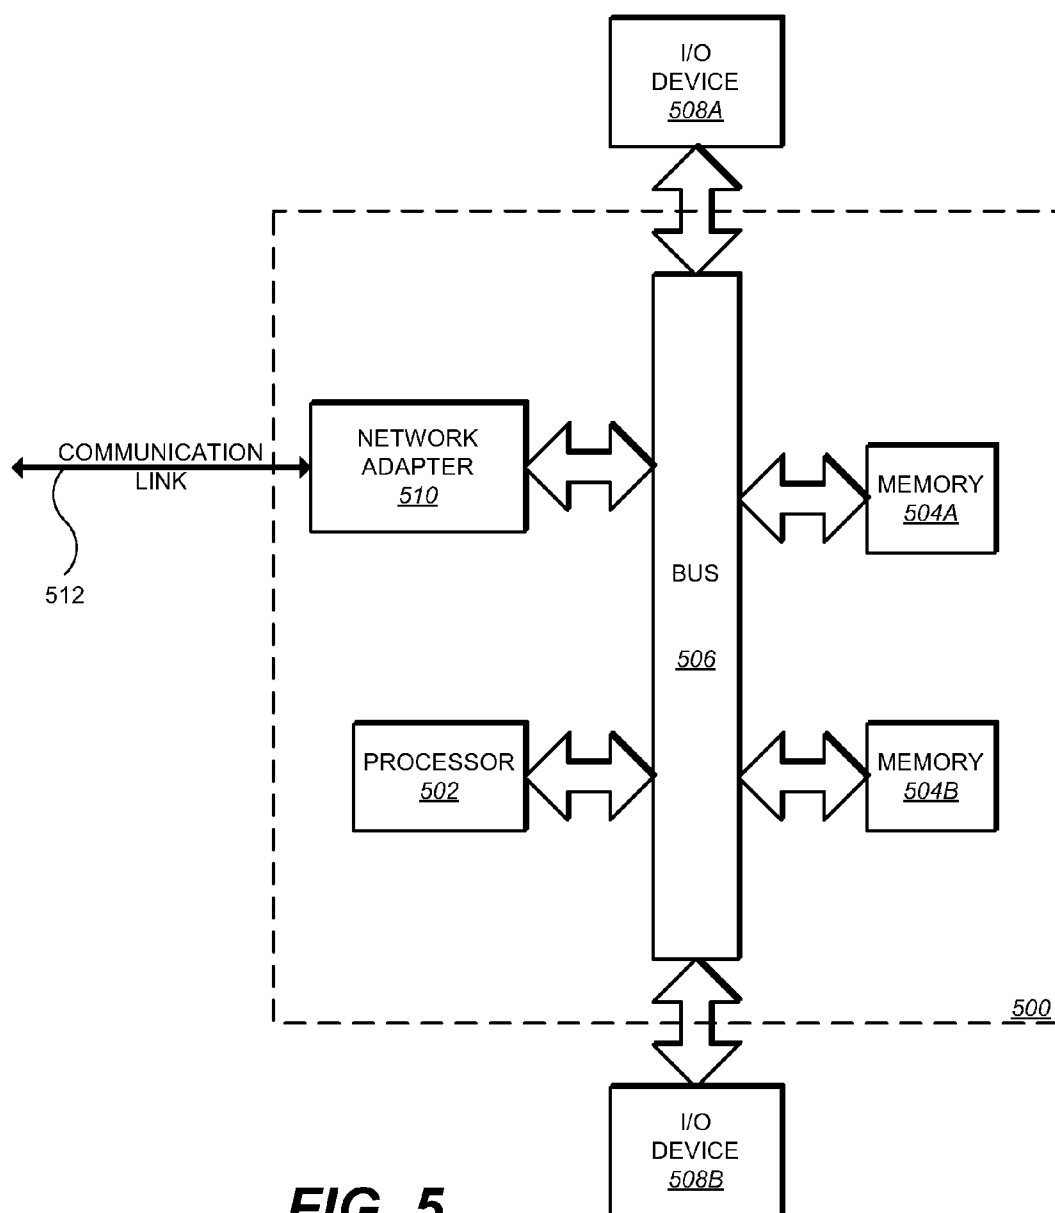 I/O
DEVICE
508A
NETWORK
ADAPTER
510
COMMUNICATION
LINK
512
MEMORY
504A
BUS
506
PROCESSOR
502
MEMORY
504B
500
I/O
DEVICE
508B
FIG. 5